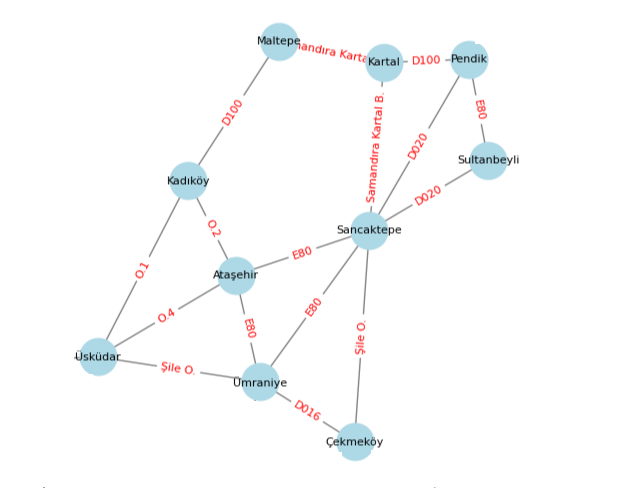 Maltepe
mandıra Karta
Kartal
D100
Pendik
D100
E80
D020
Samandıra Kartal B.
Sultanbeyli
Kadıköy
D020
O.2
Sancaktepe
E80
O.1
Ataşehir
E80
O.4
E80
Şile O.
Üsküdar
Şile O.
Ümraniye
D016
Çekmeköy